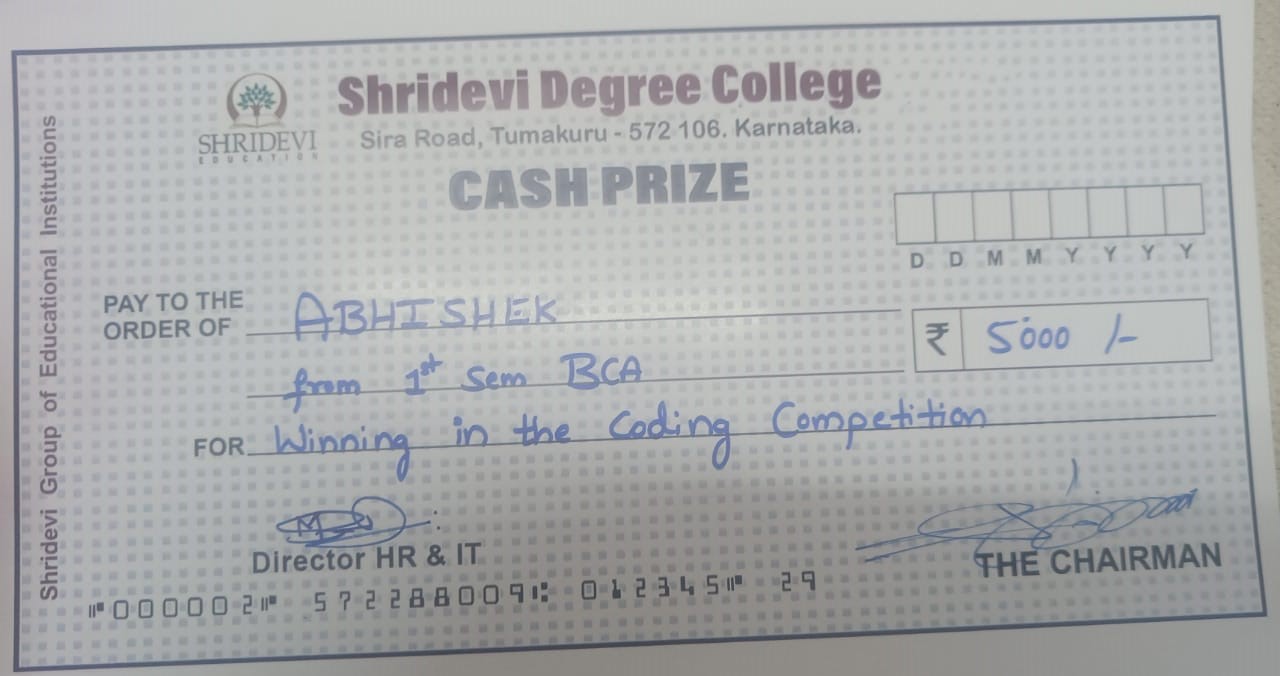 Shridevi Group of Educational Institutions
SHRIDEVI
EDUCATION
Shridevi Degree College
Sira Road, Tumakuru - 572 106. Karnataka.
CASH PRIZE
D D M M Y Y Y Y
PAY TO THE
ORDER OF ABHISHEK
₹ 5000 /-
from 1st Sem BCA
FOR Winning in the Coding Competition
Director HR & IT
THE CHAIRMAN
⑈000002⑈ 572288009⑆ 012345⑈ 29